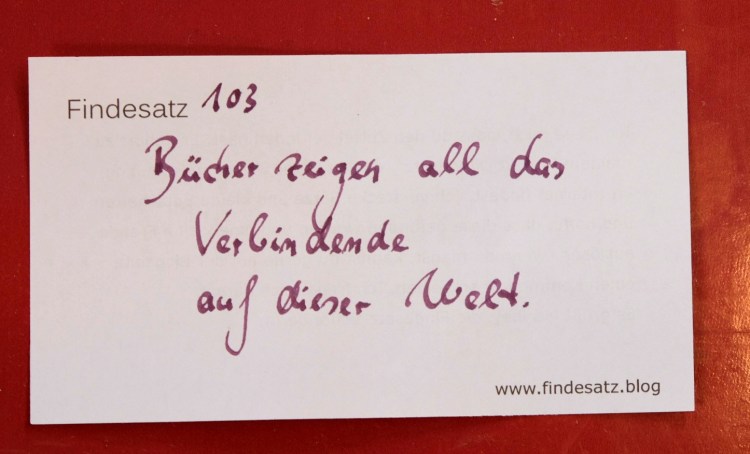 Findesatz 103
Bücher zeigen all das
Verbindende
auf dieser Welt.
www.findesatz.blog